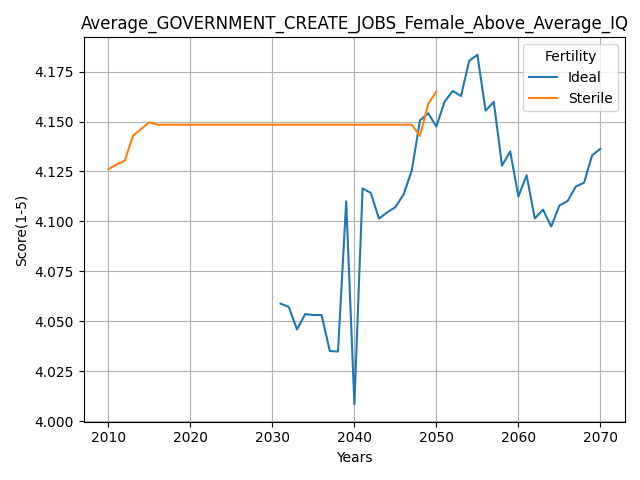 Average_GOVERNMENT_CREATE_JOBS_Female_Above_Average_IQ
Fertility
Ideal
Sterile
Score(1-5)
4.175
4.150
4.125
4.100
4.075
4.050
4.025
4.000
2010 2020 2030 2040 2050 2060 2070
Years